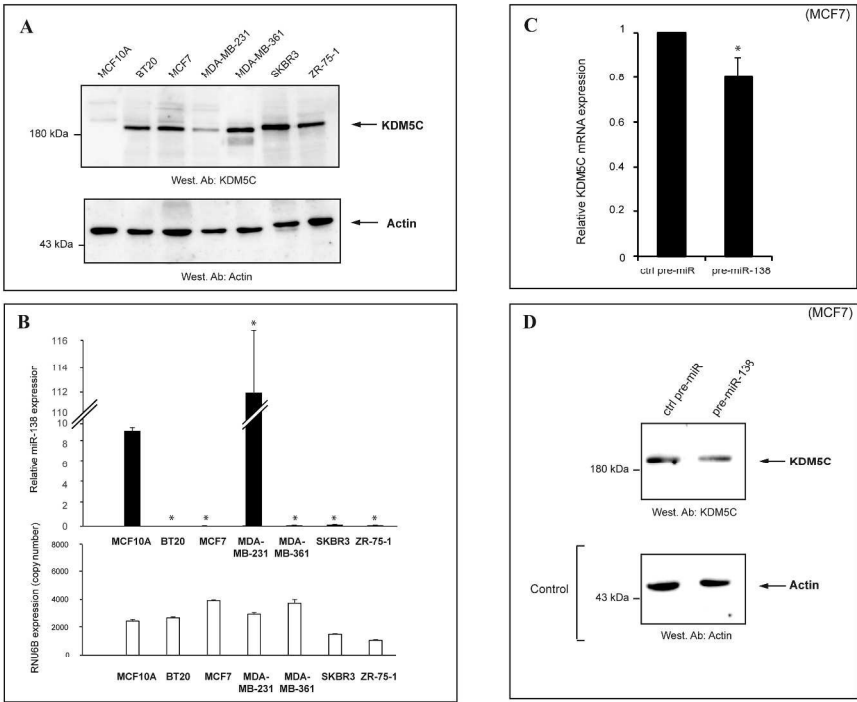 A
MCF10A
BT20
MCF7
MDA-MB-231
MDA-MB-361
SKBR3
ZR-75-1
180 kDa
KDM5C
West. Ab: KDM5C
43 kDa
Actin
West. Ab: Actin
B
Relative miR-138 expression
116
114
112
110
10
8
6
4
2
0
*
*
*
*
*
*
MCF10A BT20 MCF7 MDA- MDA- SKBR3 ZR-75-1
MB-231 MB-361
RNU6B expression (copy number)
8000
6000
4000
2000
0
MCF10A BT20 MCF7 MDA- MDA- SKBR3 ZR-75-1
MB-231 MB-361
C
(MCF7)
Relative KDM5C mRNA expression
1
0.8
0.6
0.4
0.2
0
*
ctrl pre-miR pre-miR-138
D
(MCF7)
ctrl pre-miR
pre-miR-138
180 kDa
KDM5C
West. Ab: KDM5C
Control
43 kDa
Actin
*
West. Ab: Actin